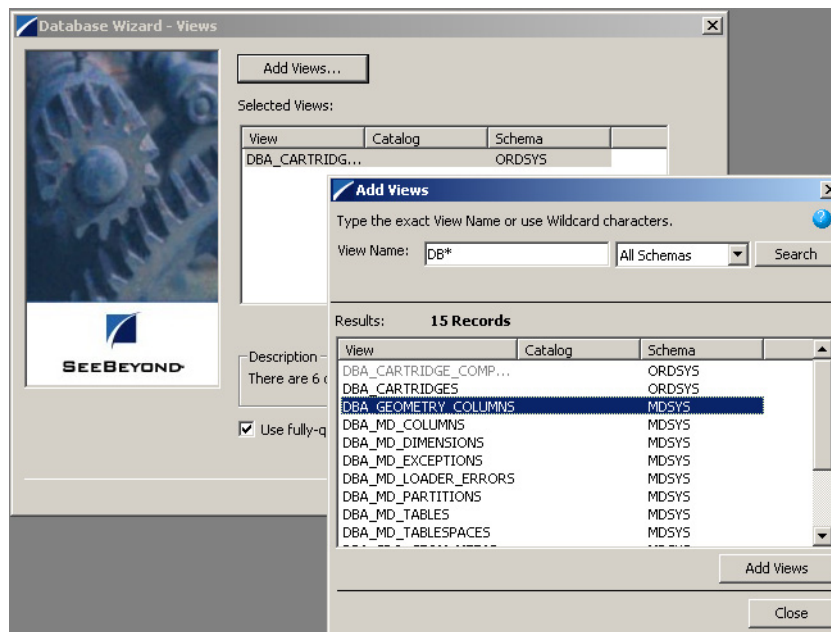 Database Wizard - Views
Add Views...
Selected Views:
View Catalog Schema
DBA_CARTRIDG... ORDSYS
SEEBEYOND
Description
There are 6
Use fully-q
Add Views
Type the exact View Name or use Wildcard characters.
View Name: DB* All Schemas Search
Results: 15 Records
View Catalog Schema
DBA_CARTRIDGE_COMP... ORDSYS
DBA_CARTRIDGES ORDSYS
DBA_GEOMETRY_COLUMNS MDSYS
DBA_MD_COLUMNS MDSYS
DBA_MD_DIMENSIONS MDSYS
DBA_MD_EXCEPTIONS MDSYS
DBA_MD_LOADER_ERRORS MDSYS
DBA_MD_PARTITIONS MDSYS
DBA_MD_TABLES MDSYS
DBA_MD_TABLESPACES MDSYS
Add Views
Close